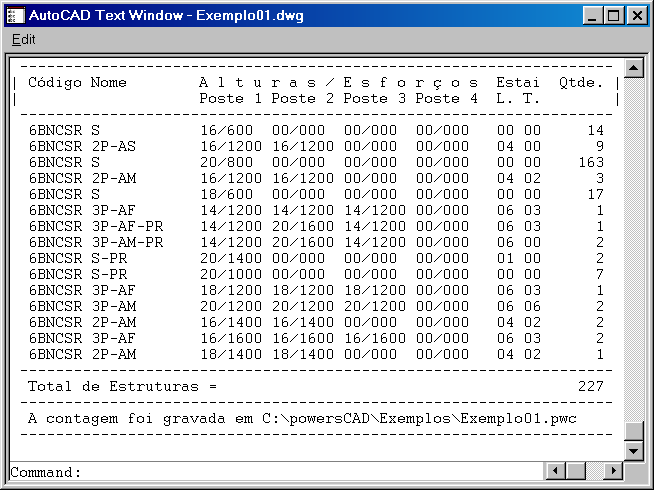 AutoCAD Text Window - Exemplo01.dwg
Edit
------------------------------------------------------------------
| Código Nome A l t u r a s / E s f o r ç o s Estai Qtde. |
| Poste 1 Poste 2 Poste 3 Poste 4 L. T. |
------------------------------------------------------------------
6BNCSR S 16/600 00/000 00/000 00/000 00 00 14
6BNCSR 2P-AS 16/1200 16/1200 00/000 00/000 04 00 9
6BNCSR S 20/800 00/000 00/000 00/000 00 00 163
6BNCSR 2P-AM 16/1200 16/1200 00/000 00/000 04 02 3
6BNCSR S 18/600 00/000 00/000 00/000 00 00 17
6BNCSR 3P-AF 14/1200 14/1200 14/1200 00/000 06 03 1
6BNCSR 3P-AF-PR 14/1200 20/1600 14/1200 00/000 06 03 1
6BNCSR 3P-AM-PR 14/1200 20/1600 14/1200 00/000 06 00 2
6BNCSR S-PR 20/1400 00/000 00/000 00/000 01 00 2
6BNCSR S-PR 20/1000 00/000 00/000 00/000 00 00 7
6BNCSR 3P-AF 18/1200 18/1200 18/1200 00/000 06 03 1
6BNCSR 3P-AM 20/1200 20/1200 20/1200 00/000 06 06 2
6BNCSR 2P-AM 16/1400 16/1400 00/000 00/000 04 02 2
6BNCSR 3P-AF 16/1600 16/1600 16/1600 00/000 06 03 2
6BNCSR 2P-AM 18/1400 18/1400 00/000 00/000 04 02 1
------------------------------------------------------------------
Total de Estruturas = 227
------------------------------------------------------------------
A contagem foi gravada em C:\powersCAD\Exemplos\Exemplo01.pwc
------------------------------------------------------------------
Command: